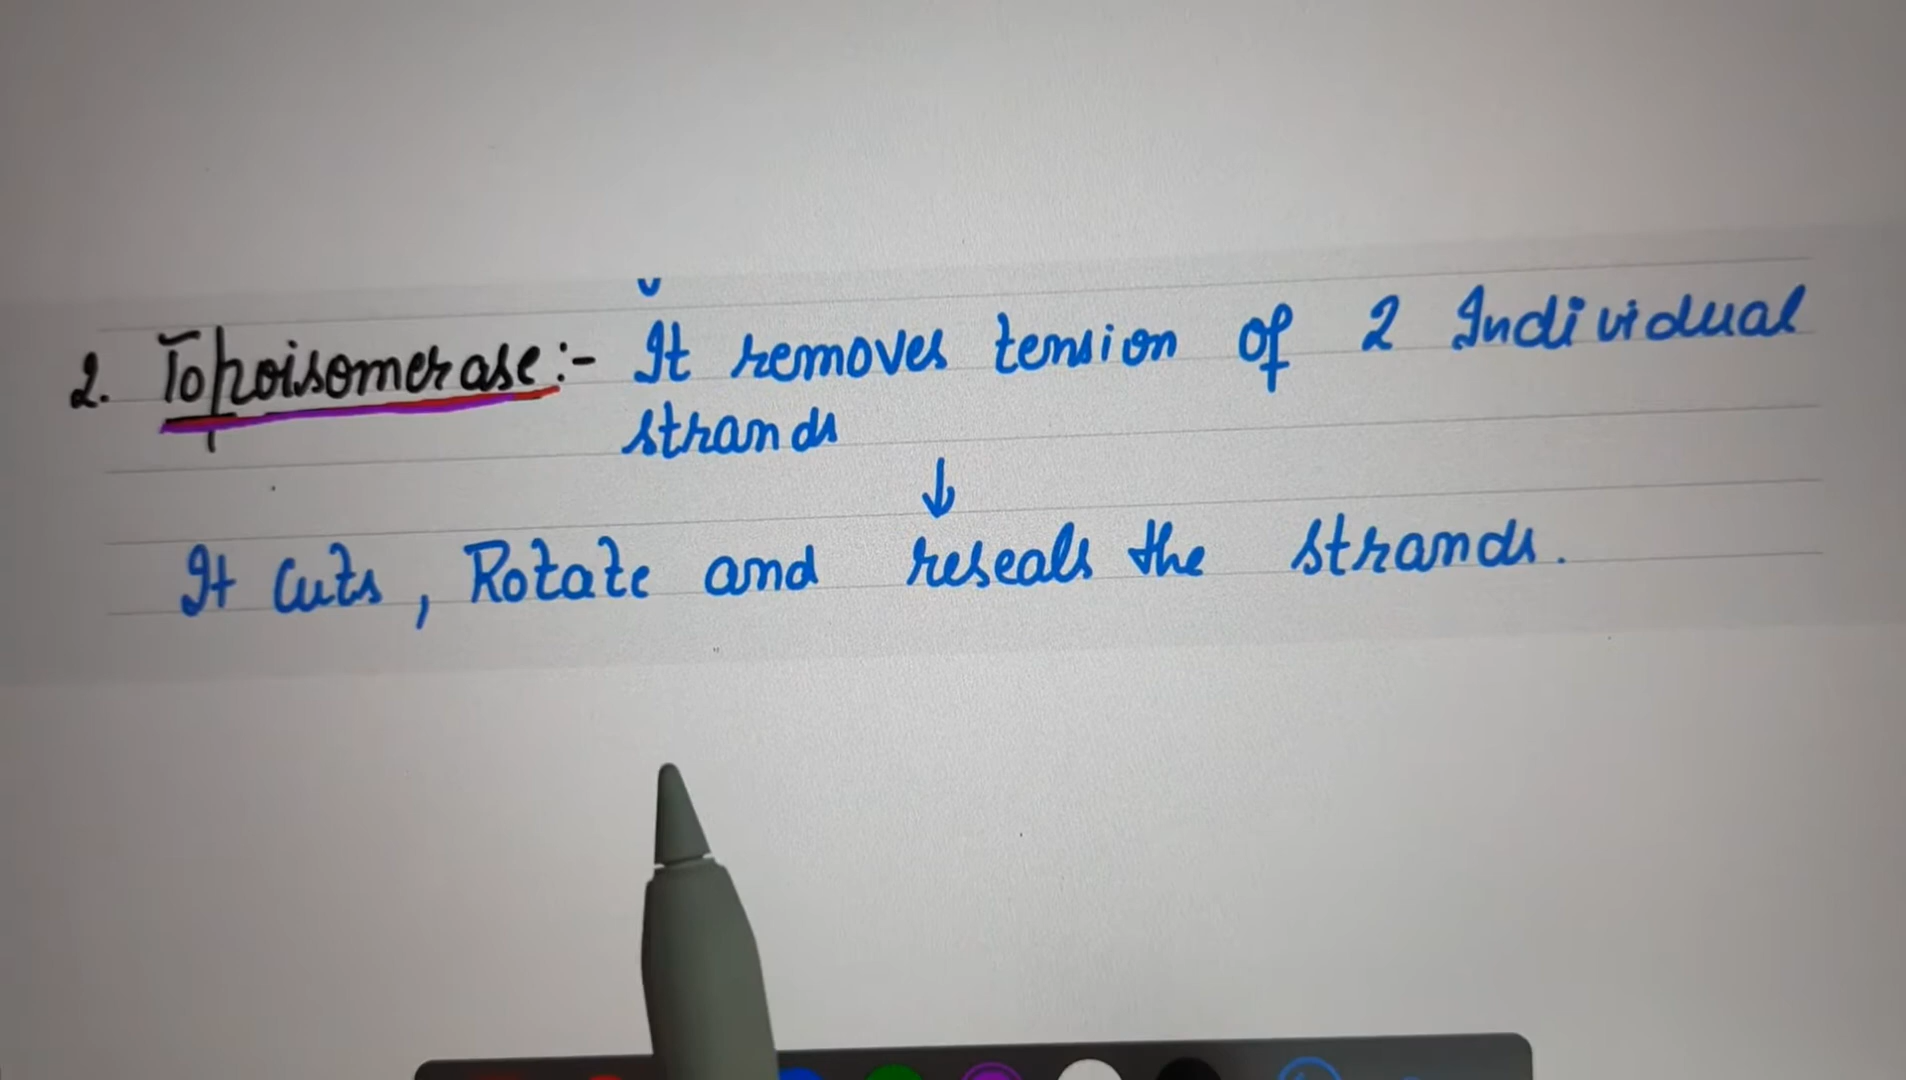 2. Topoisomerase:- It removes tension of 2 Individual
strands
↓
It Cuts, Rotate and reseals the strands.